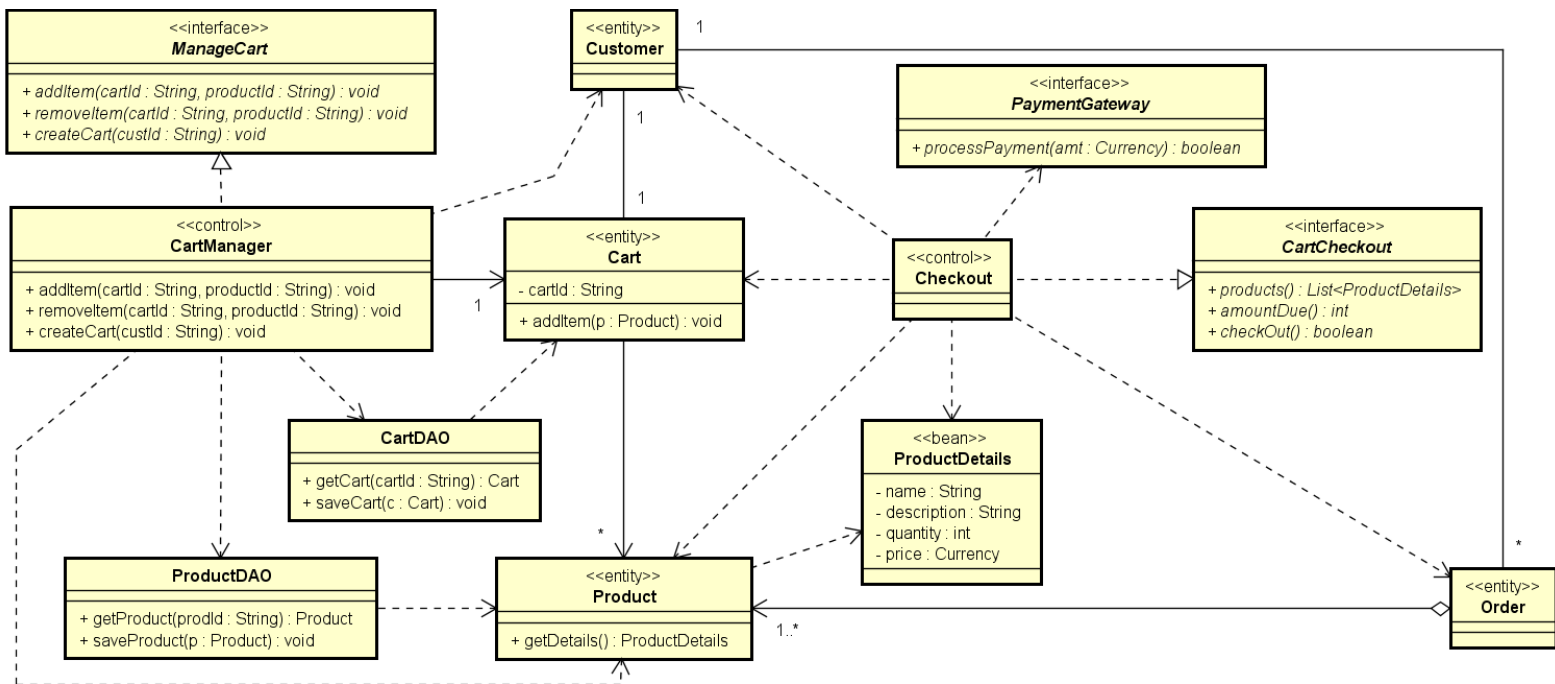 <<interface>>
ManageCart
+ addItem(cartId : String, productId : String) : void
+ removeItem(cartId : String, productId : String) : void
+ createCart(custId : String) : void
<<entity>>
Customer
1
1
1
<<interface>>
PaymentGateway
+ processPayment(amt : Currency) : boolean
<<control>>
CartManager
+ addItem(cartId : String, productId : String) : void
+ removeItem(cartId : String, productId : String) : void
+ createCart(custId : String) : void
1
<<entity>>
Cart
- cartId : String
+ addItem(p : Product) : void
<<control>>
Checkout
<<interface>>
CartCheckout
+ products() : List<ProductDetails>
+ amountDue() : int
+ checkOut() : boolean
CartDAO
+ getCart(cartId : String) : Cart
+ saveCart(c : Cart) : void
<<bean>>
ProductDetails
- name : String
- description : String
- quantity : int
- price : Currency
*
*
ProductDAO
+ getProduct(prodId : String) : Product
+ saveProduct(p : Product) : void
<<entity>>
Product
+ getDetails() : ProductDetails
1..*
<<entity>>
Order